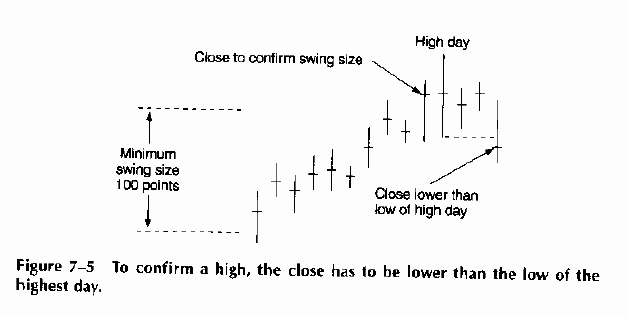 High day
Close to confirm swing size
Minimum
swing size
100 points
Close lower than
low of high day
Figure 7–5 To confirm a high, the close has to be lower than the low of the
highest day.